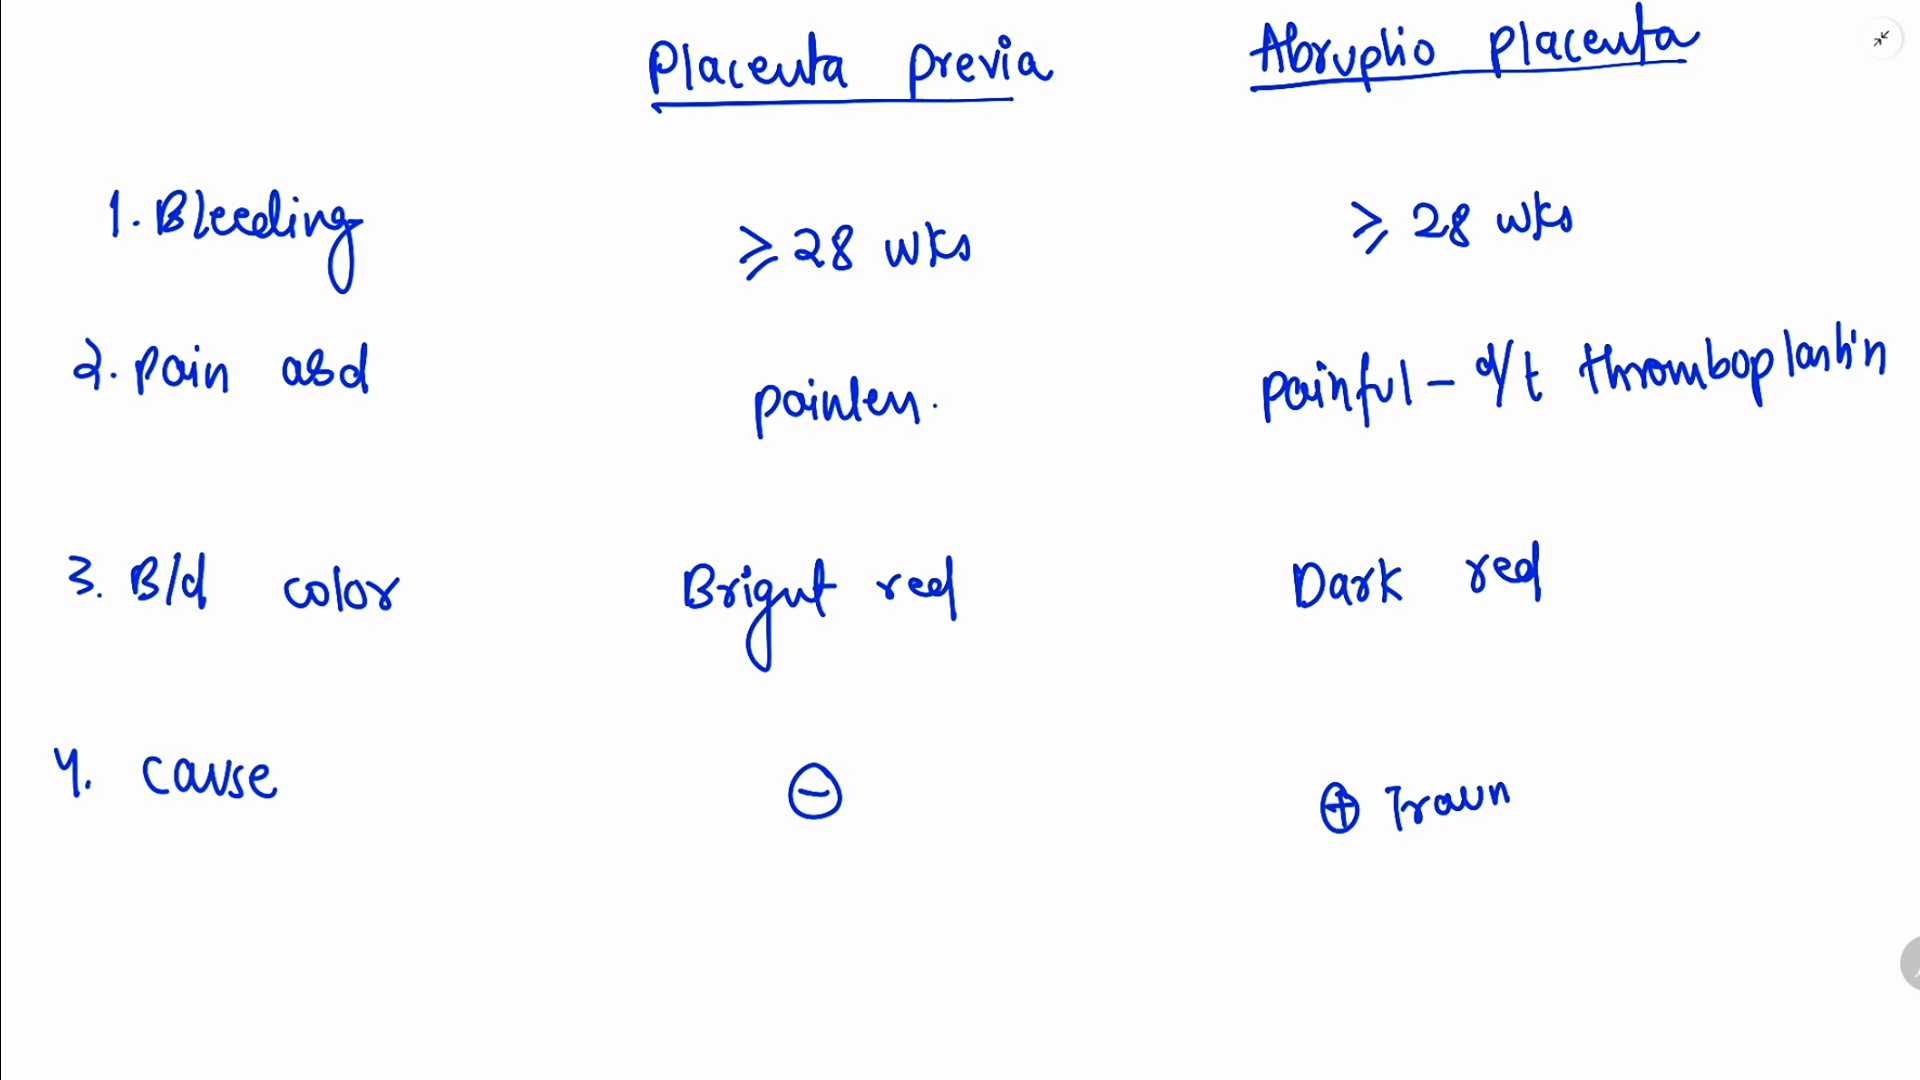 Placenta previa Abruptio placenta
1. Bleeding ≥ 28 wks ≥ 28 wks
2. pain abd painless. painful - d/t thromboplastin
3. B/d color Bright red Dark red
4. cause ⊖ ⊕ Traum